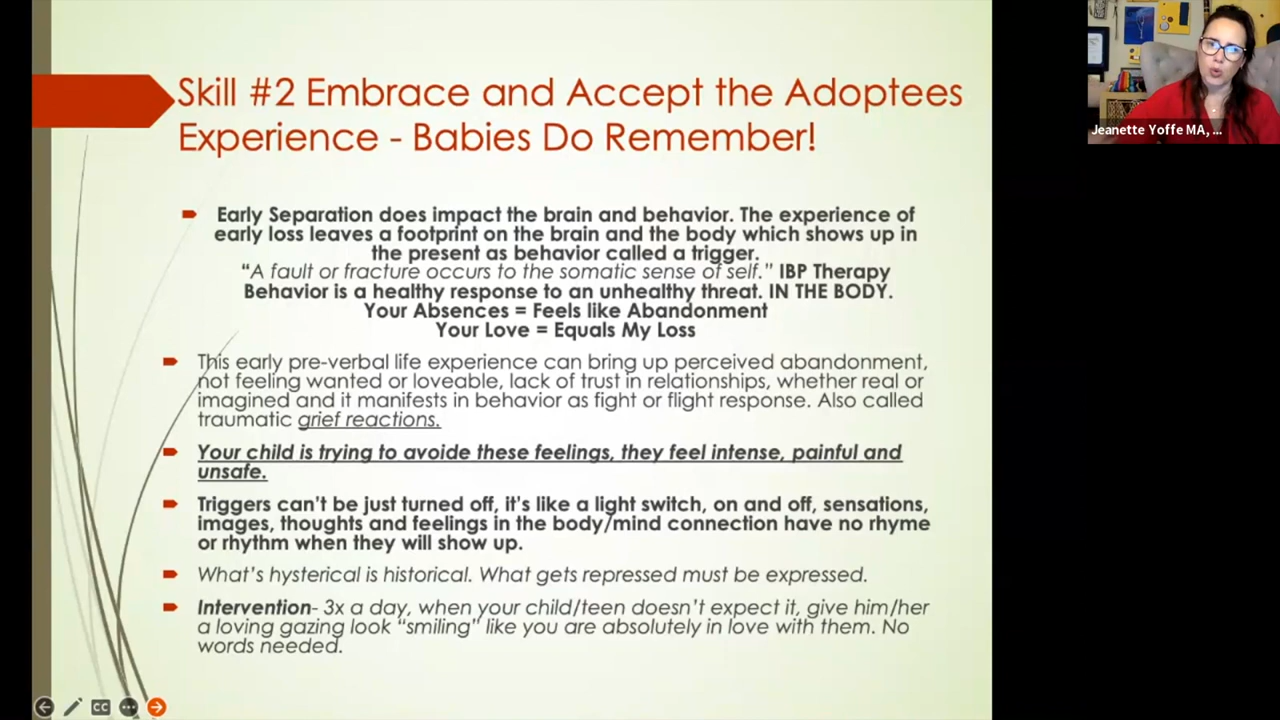 Skill #2 Embrace and Accept the Adoptees
Experience - Babies Do Remember!
Early Separation does impact the brain and behavior. The experience of
early loss leaves a footprint on the brain and the body which shows up in
the present as behavior called a trigger.
“A fault or fracture occurs to the somatic sense of self.” IBP Therapy
Behavior is a healthy response to an unhealthy threat. IN THE BODY.
Your Absences = Feels like Abandonment
Your Love = Equals My Loss
This early pre-verbal life experience can bring up perceived abandonment,
not feeling wanted or loveable, lack of trust in relationships, whether real or
imagined and it manifests in behavior as fight or flight response. Also called
traumatic grief reactions.
Your child is trying to avoide these feelings, they feel intense, painful and
unsafe.
Triggers can’t be just turned off, it’s like a light switch, on and off, sensations,
images, thoughts and feelings in the body/mind connection have no rhyme
or rhythm when they will show up.
What’s hysterical is historical. What gets repressed must be expressed.
Intervention- 3x a day, when your child/teen doesn’t expect it, give him/her
a loving gazing look “smiling” like you are absolutely in love with them. No
words needed.
CC
Jeanette Yoffe MA, ...